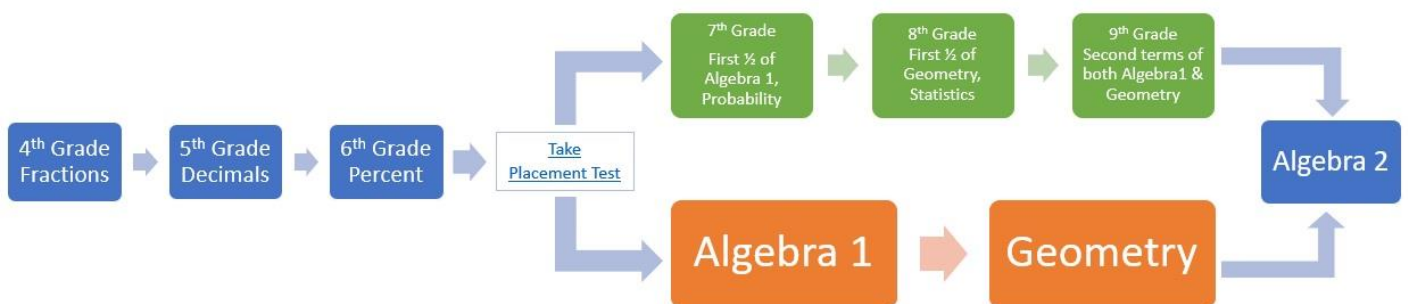 4th Grade
Fractions
5th Grade
Decimals
6th Grade
Percent
Take
Placement Test
7th Grade
First ½ of
Algebra 1,
Probability
8th Grade
First ½ of
Geometry,
Statistics
9th Grade
Second terms of
both Algebra1 &
Geometry
Algebra 1
Geometry
Algebra 2